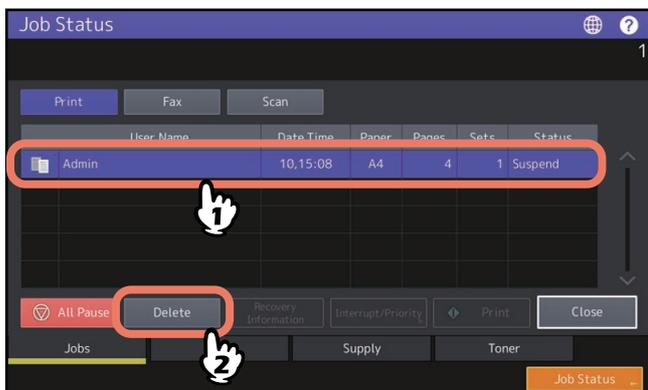 Job Status
1
Print Fax Scan
User Name Date Time Paper Pages Sets Status
Admin 10,15:08 A4 4 1 Suspend
1
All Pause Delete Recovery Information Interrupt/Priority Print Close
2
Jobs Supply Toner
Job Status